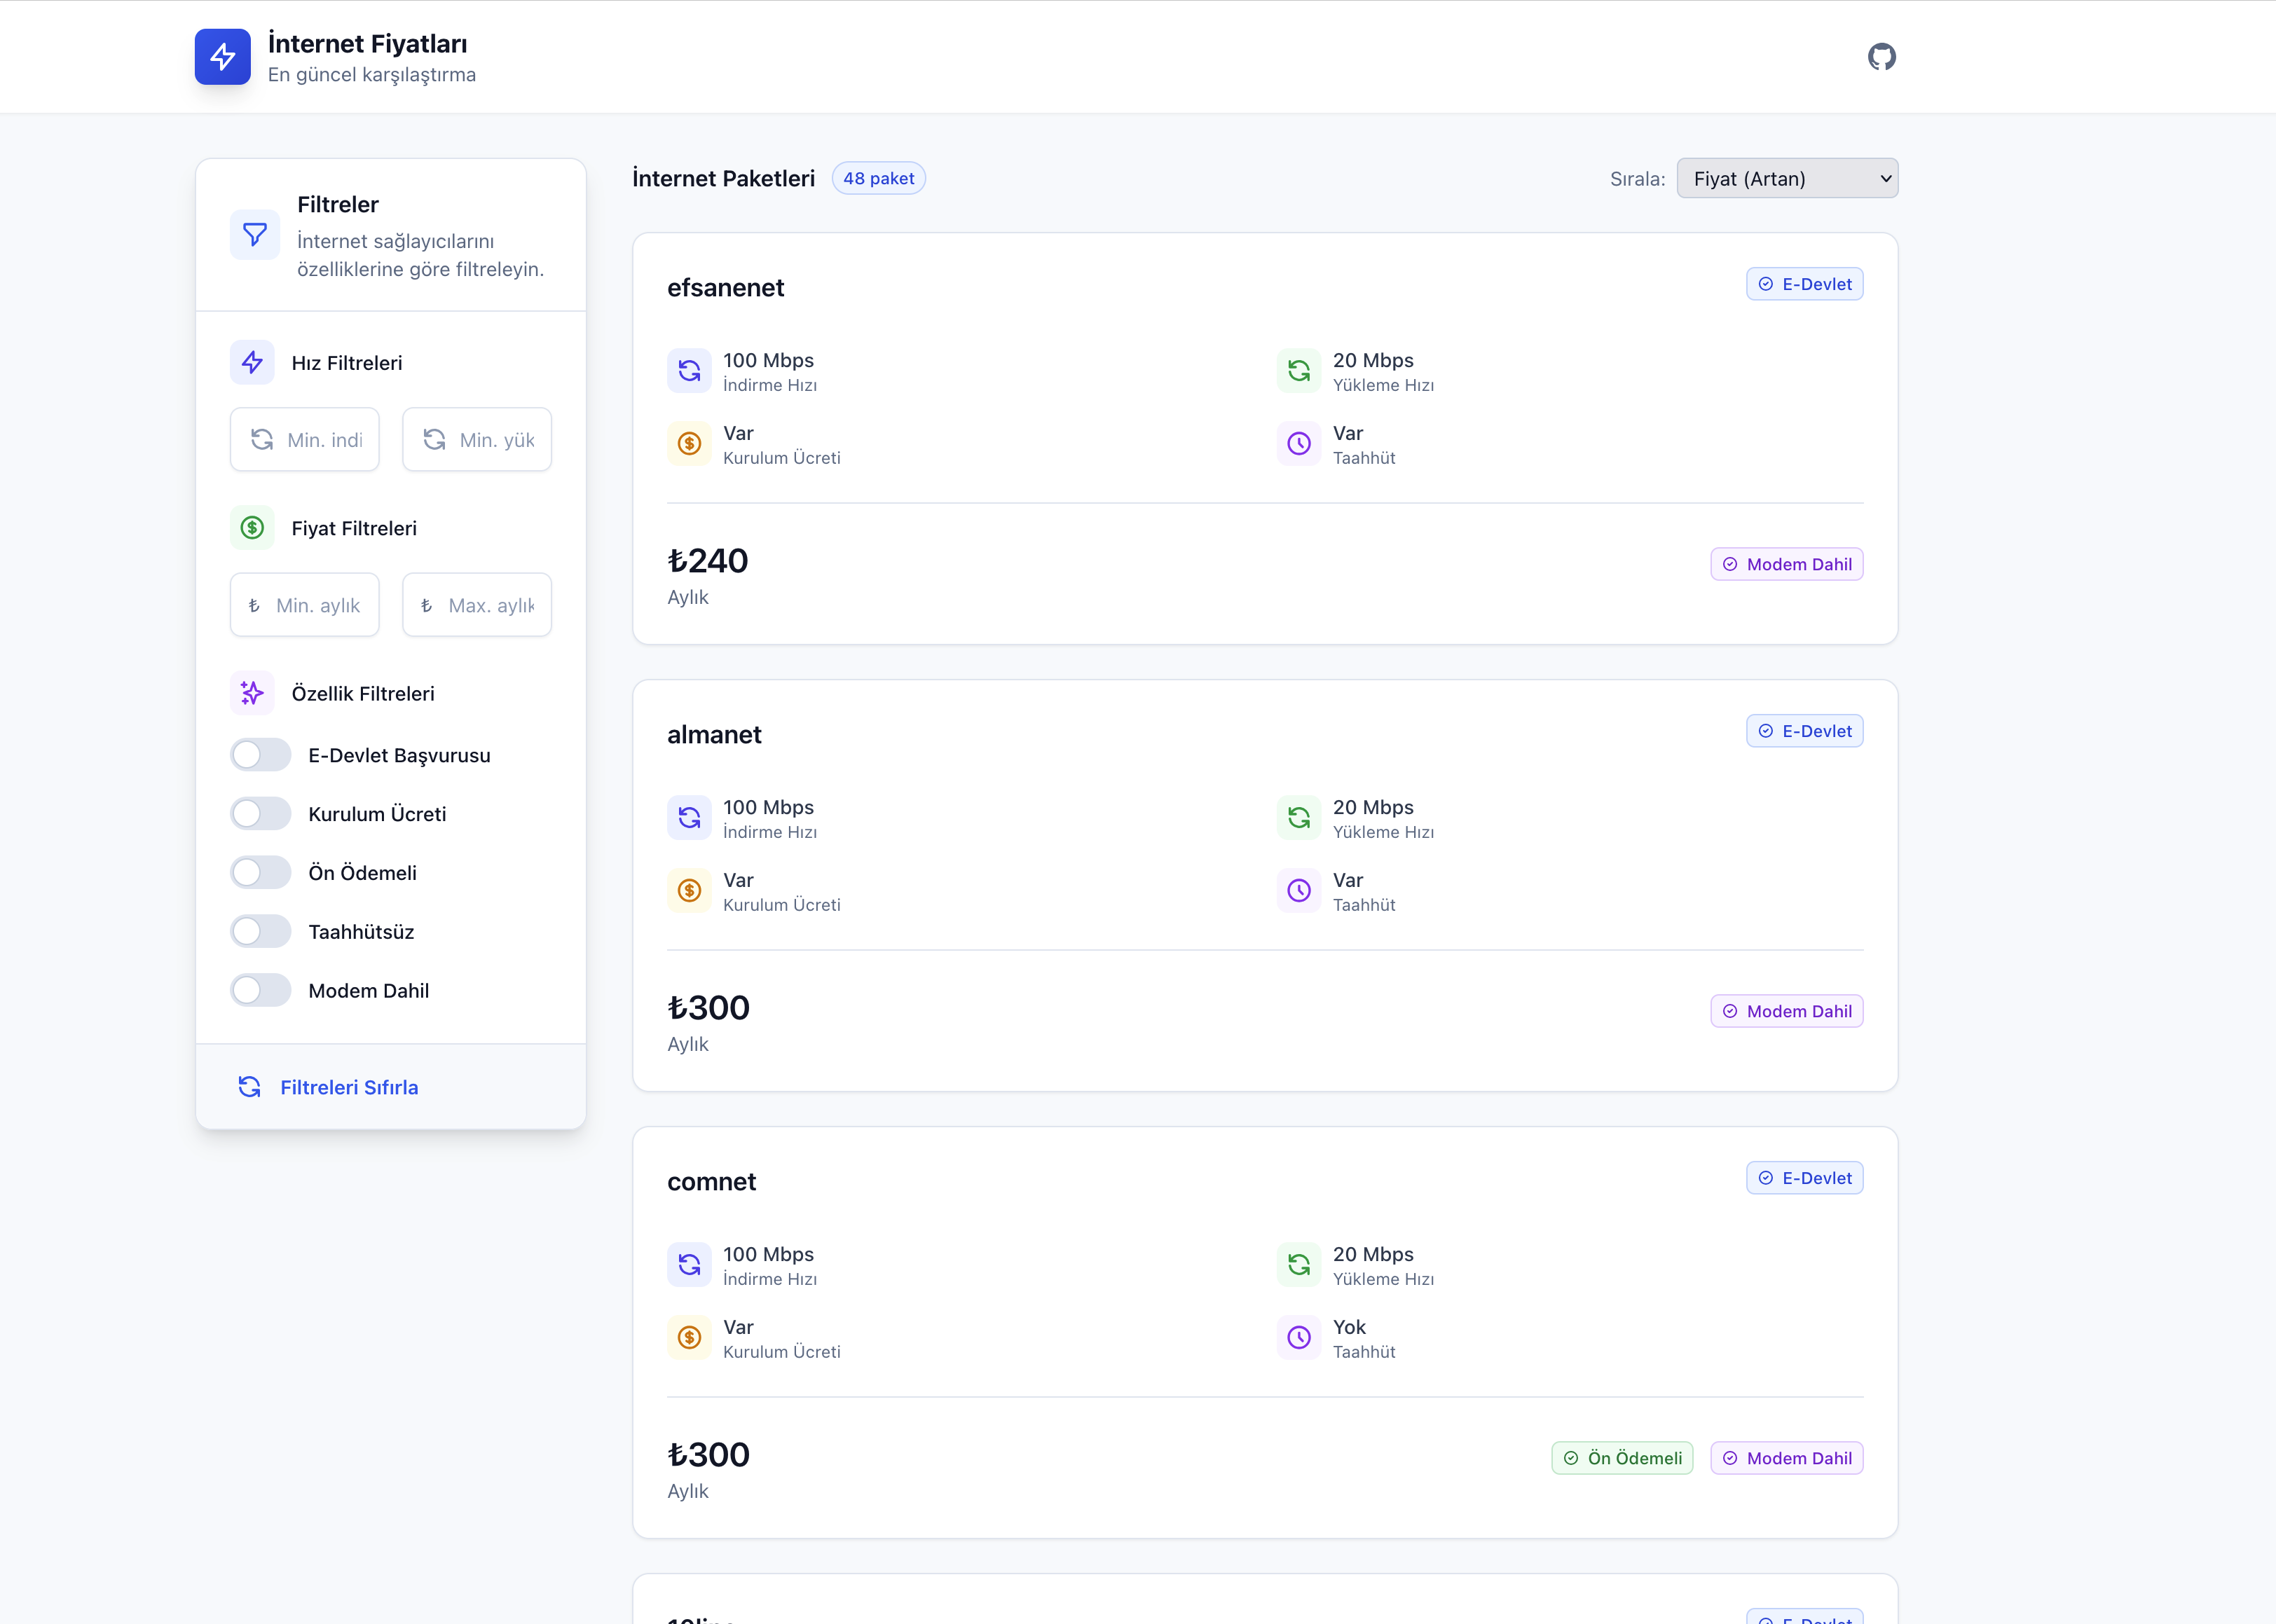 İnternet Fiyatları
En güncel karşılaştırma
Filtreler
İnternet sağlayıcılarını
özelliklerine göre filtreleyin.
Hız Filtreleri
Min. indi
Min. yük
Fiyat Filtreleri
₺ Min. aylık
₺ Max. aylık
Özellik Filtreleri
E-Devlet Başvurusu
Kurulum Ücreti
Ön Ödemeli
Taahhütsüz
Modem Dahil
Filtreleri Sıfırla
İnternet Paketleri
48 paket
Sırala:
Fiyat (Artan)
efsanenet
E-Devlet
100 Mbps
İndirme Hızı
20 Mbps
Yükleme Hızı
Var
Kurulum Ücreti
Var
Taahhüt
₺240
Aylık
Modem Dahil
almanet
E-Devlet
100 Mbps
İndirme Hızı
20 Mbps
Yükleme Hızı
Var
Kurulum Ücreti
Var
Taahhüt
₺300
Aylık
Modem Dahil
comnet
E-Devlet
100 Mbps
İndirme Hızı
20 Mbps
Yükleme Hızı
Var
Kurulum Ücreti
Yok
Taahhüt
₺300
Aylık
Ön Ödemeli
Modem Dahil
E-Devlet